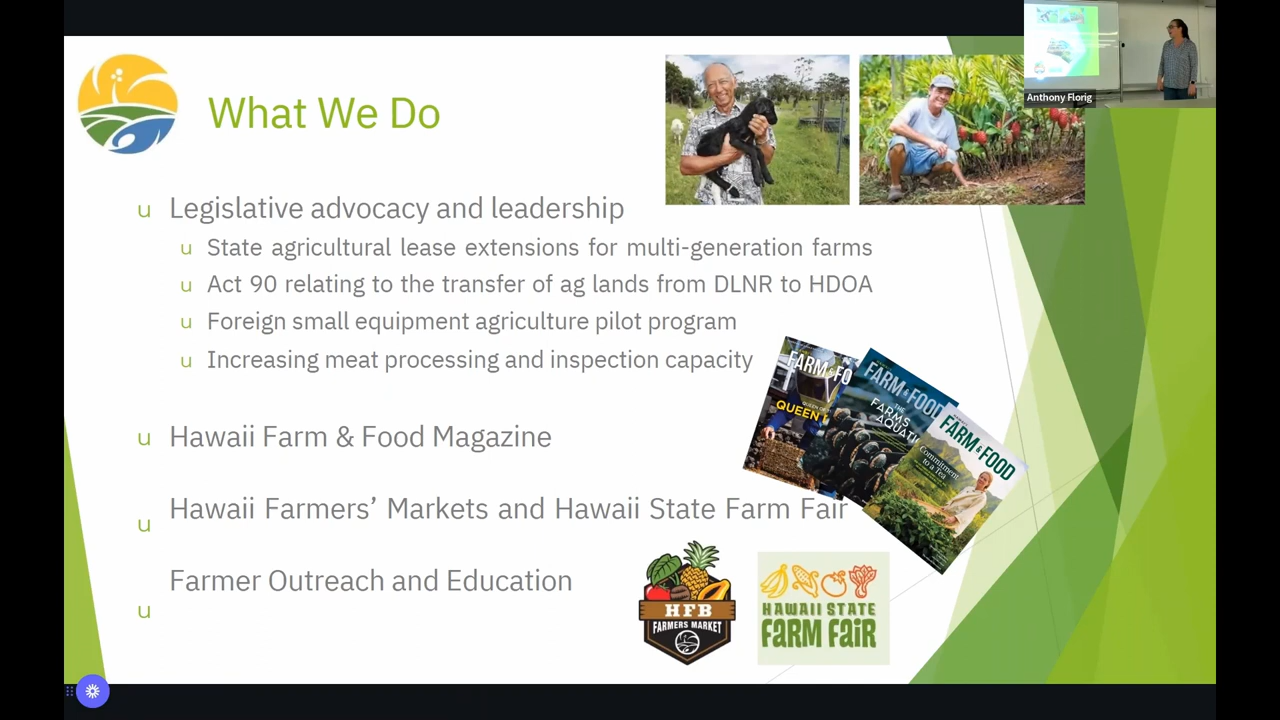 What We Do
Anthony Florig
u Legislative advocacy and leadership
u State agricultural lease extensions for multi-generation farms
u Act 90 relating to the transfer of ag lands from DLNR to HDOA
u Foreign small equipment agriculture pilot program
u Increasing meat processing and inspection capacity
FARM & FO
QUEEN
FARM & FOOD
THE
FARMS
AQUATI
FARM & FOOD
Commitment
to a Tea
u Hawaii Farm & Food Magazine
u Hawaii Farmers’ Markets and Hawaii State Farm Fair
u Farmer Outreach and Education
HFB
FARMERS MARKET
HAWAII STATE
FARM FAIR